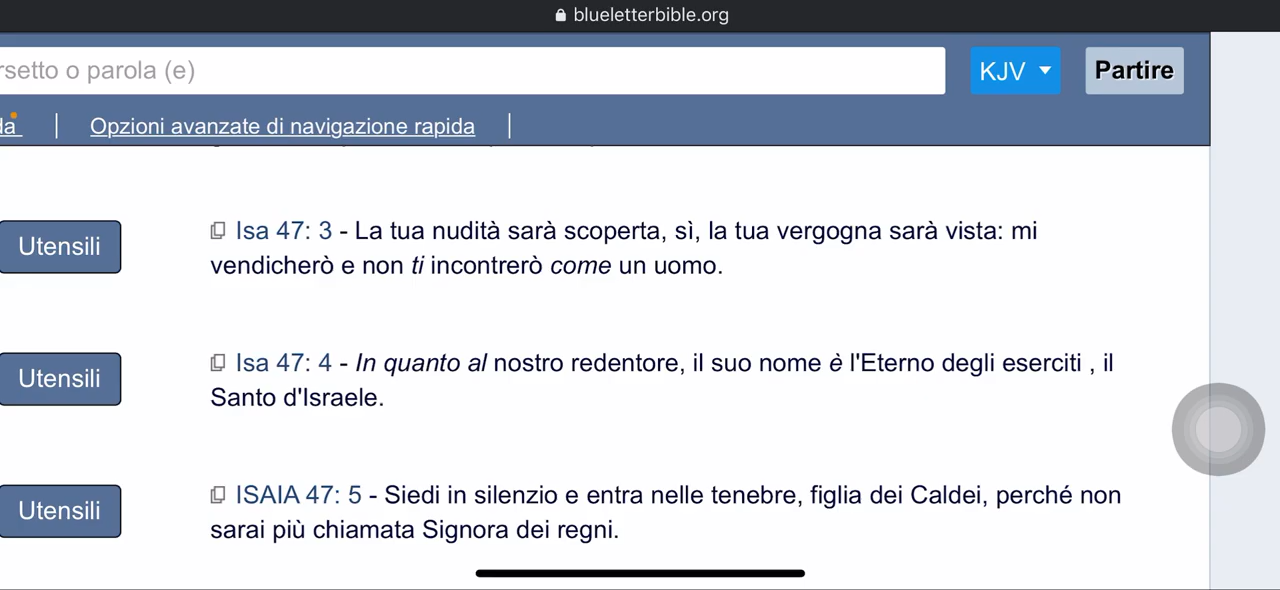 blueletterbible.org
rsetto o parola (e)
KJV
Partire
da
Opzioni avanzate di navigazione rapida
Utensili
Isa 47: 3 - La tua nudità sarà scoperta, sì, la tua vergogna sarà vista: mi
vendicherò e non ti incontrerò come un uomo.
Utensili
Isa 47: 4 - In quanto al nostro redentore, il suo nome è l'Eterno degli eserciti , il
Santo d'Israele.
Utensili
ISAIA 47: 5 - Siedi in silenzio e entra nelle tenebre, figlia dei Caldei, perché non
sarai più chiamata Signora dei regni.